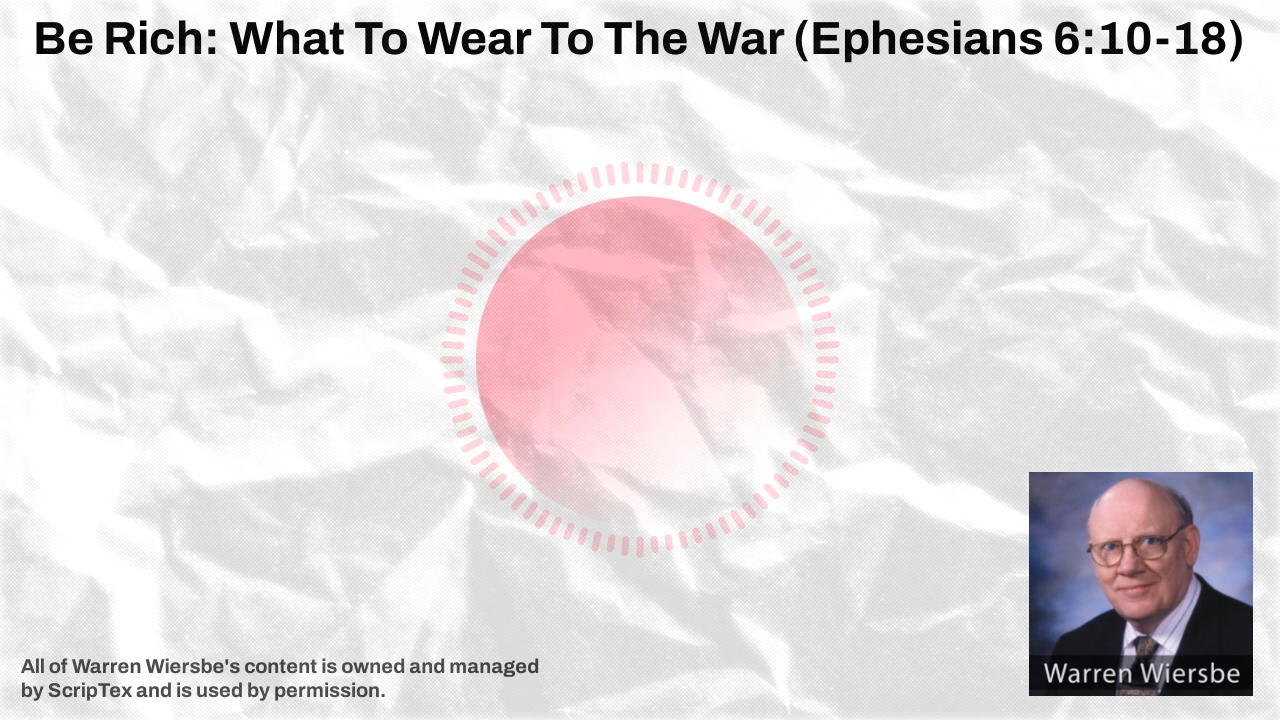 Be Rich: What To Wear To The War (Ephesians 6:10-18)
Warren Wiersbe
All of Warren Wiersbe's content is owned and managed
by ScripTex and is used by permission.